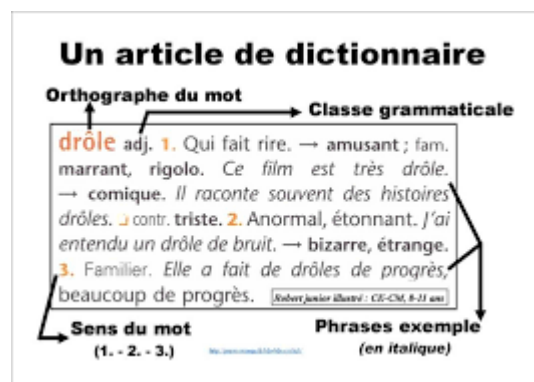 Un article de dictionnaire
Orthographe du mot
Classe grammaticale
drôle adj. 1. Qui fait rire. → amusant ; fam.
marrant, rigolo. Ce film est très drôle.
→ comique. Il raconte souvent des histoires
drôles. contr. triste. 2. Anormal, étonnant. J'ai
entendu un drôle de bruit. → bizarre, étrange.
3. Familier. Elle a fait de drôles de progrès,
beaucoup de progrès. Robert junior illustré : CE-CM, 8-11 ans
Sens du mot
(1. - 2. - 3.)
Phrases exemple
(en italique)